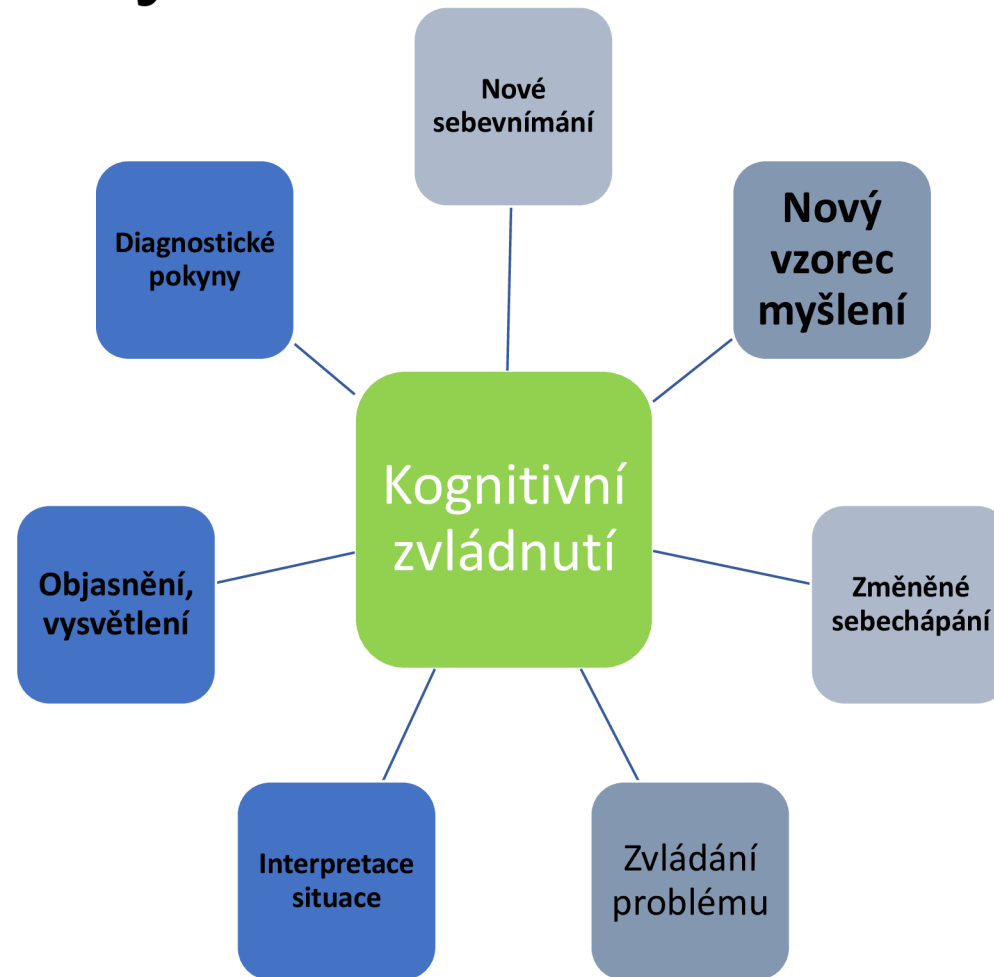 Nové
sebevnímání
Nový
vzorec
myšlení
Diagnostické
pokyny
Kognitivní
zvládnutí
Objasnění,
vysvětlení
Změněné
sebechápání
Interpretace
situace
Zvládání
problému